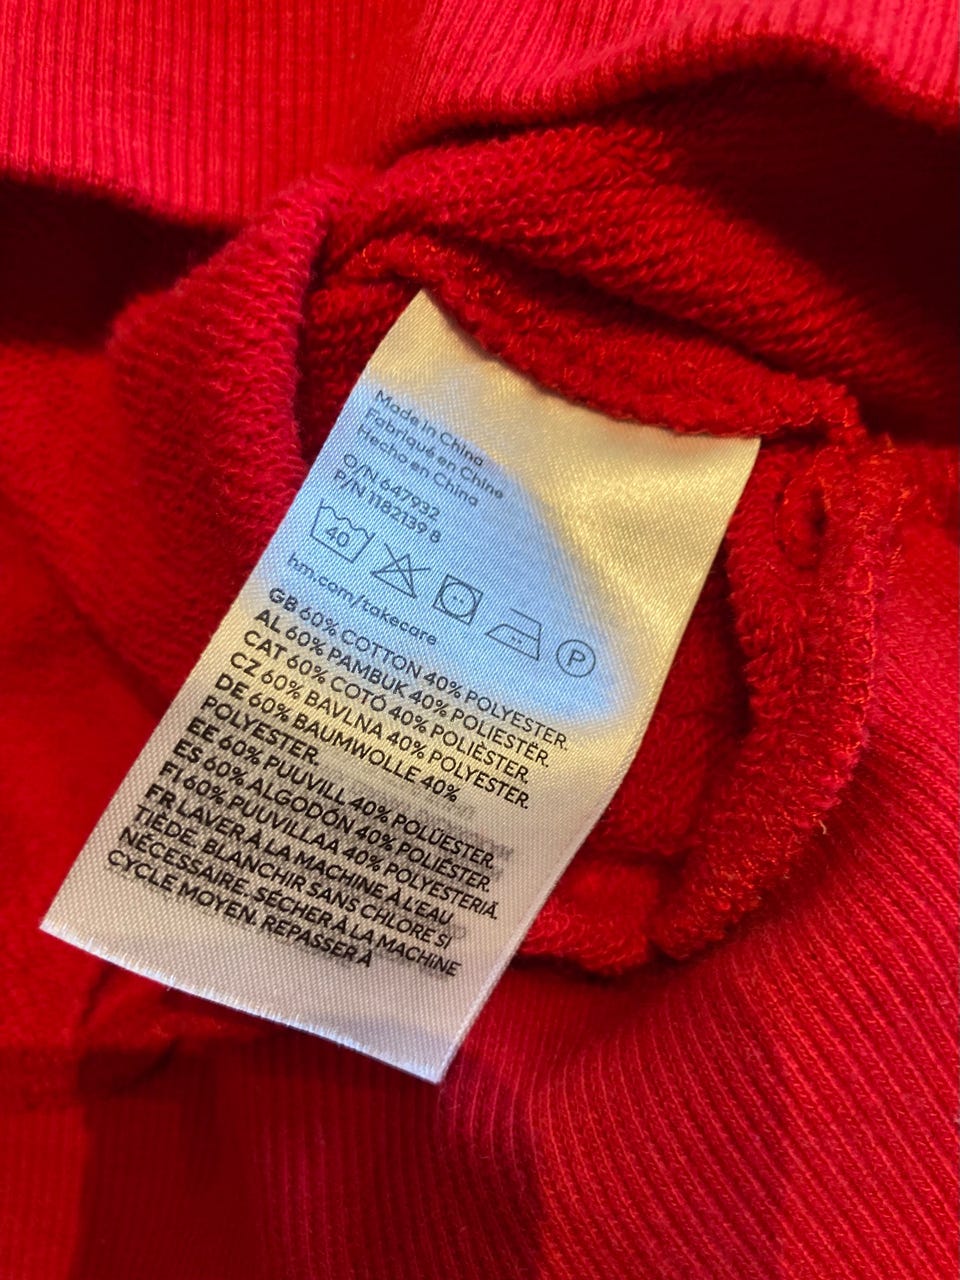 Made in China
Fabriqué en Chine
Hecho en China
O/N 647932
P/N 1182139 8
40
P
hm.com/takecare
GB 60% COTTON 40% POLYESTER.
AL 60% PAMBUK 40% POLIESTËR.
CAT 60% COTÓ 40% POLIÈSTER.
CZ 60% BAVLNA 40% POLYESTER.
DE 60% BAUMWOLLE 40%
POLYESTER.
EE 60% PUUVILL 40% POLÜESTER.
ES 60% ALGODÓN 40% POLIÉSTER.
FI 60% PUUVILLAA 40% POLYESTERIÄ.
FR LAVER À LA MACHINE À L'EAU
TIÈDE. BLANCHIR SANS CHLORE SI
NÉCESSAIRE. SÉCHER À LA MACHINE
CYCLE MOYEN. REPASSER À